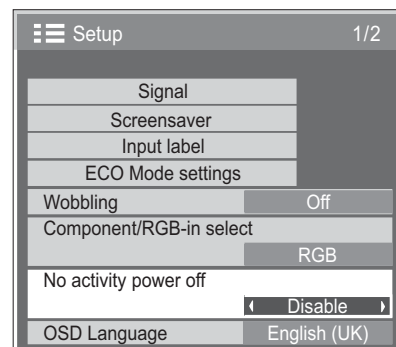 Setup 1/2
Signal
Screensaver
Input label
ECO Mode settings
Wobbling Off
Component/RGB-in select
RGB
No activity power off
Disable
OSD Language English (UK)